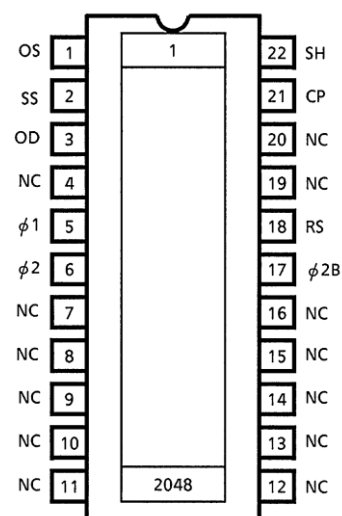 OS 1 1 22 SH
SS 2 21 CP
OD 3 20 NC
NC 4 19 NC
ϕ1 5 18 RS
ϕ2 6 17 ϕ2B
NC 7 16 NC
NC 8 15 NC
NC 9 14 NC
NC 10 13 NC
NC 11 2048 12 NC